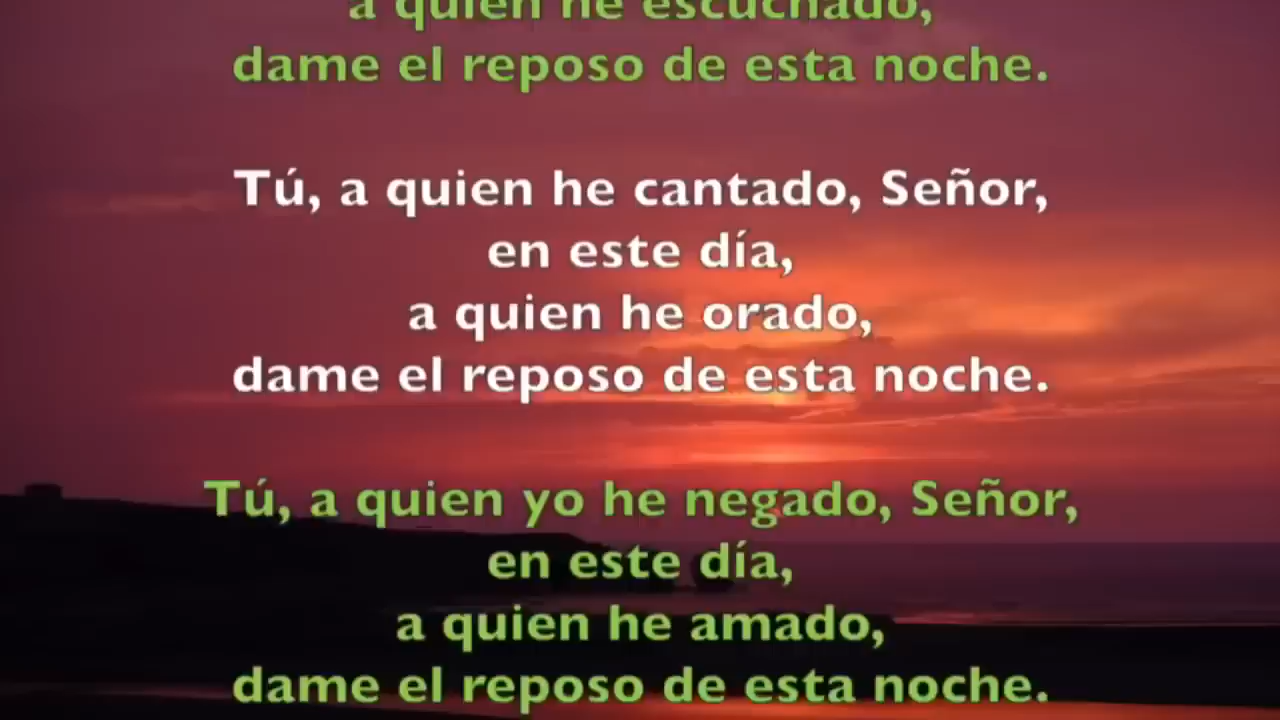 a quien he escuchado,
dame el reposo de esta noche.
Tú, a quien he cantado, Señor,
en este día,
a quien he orado,
dame el reposo de esta noche.
Tú, a quien yo he negado, Señor,
en este día,
a quien he amado,
dame el reposo de esta noche.